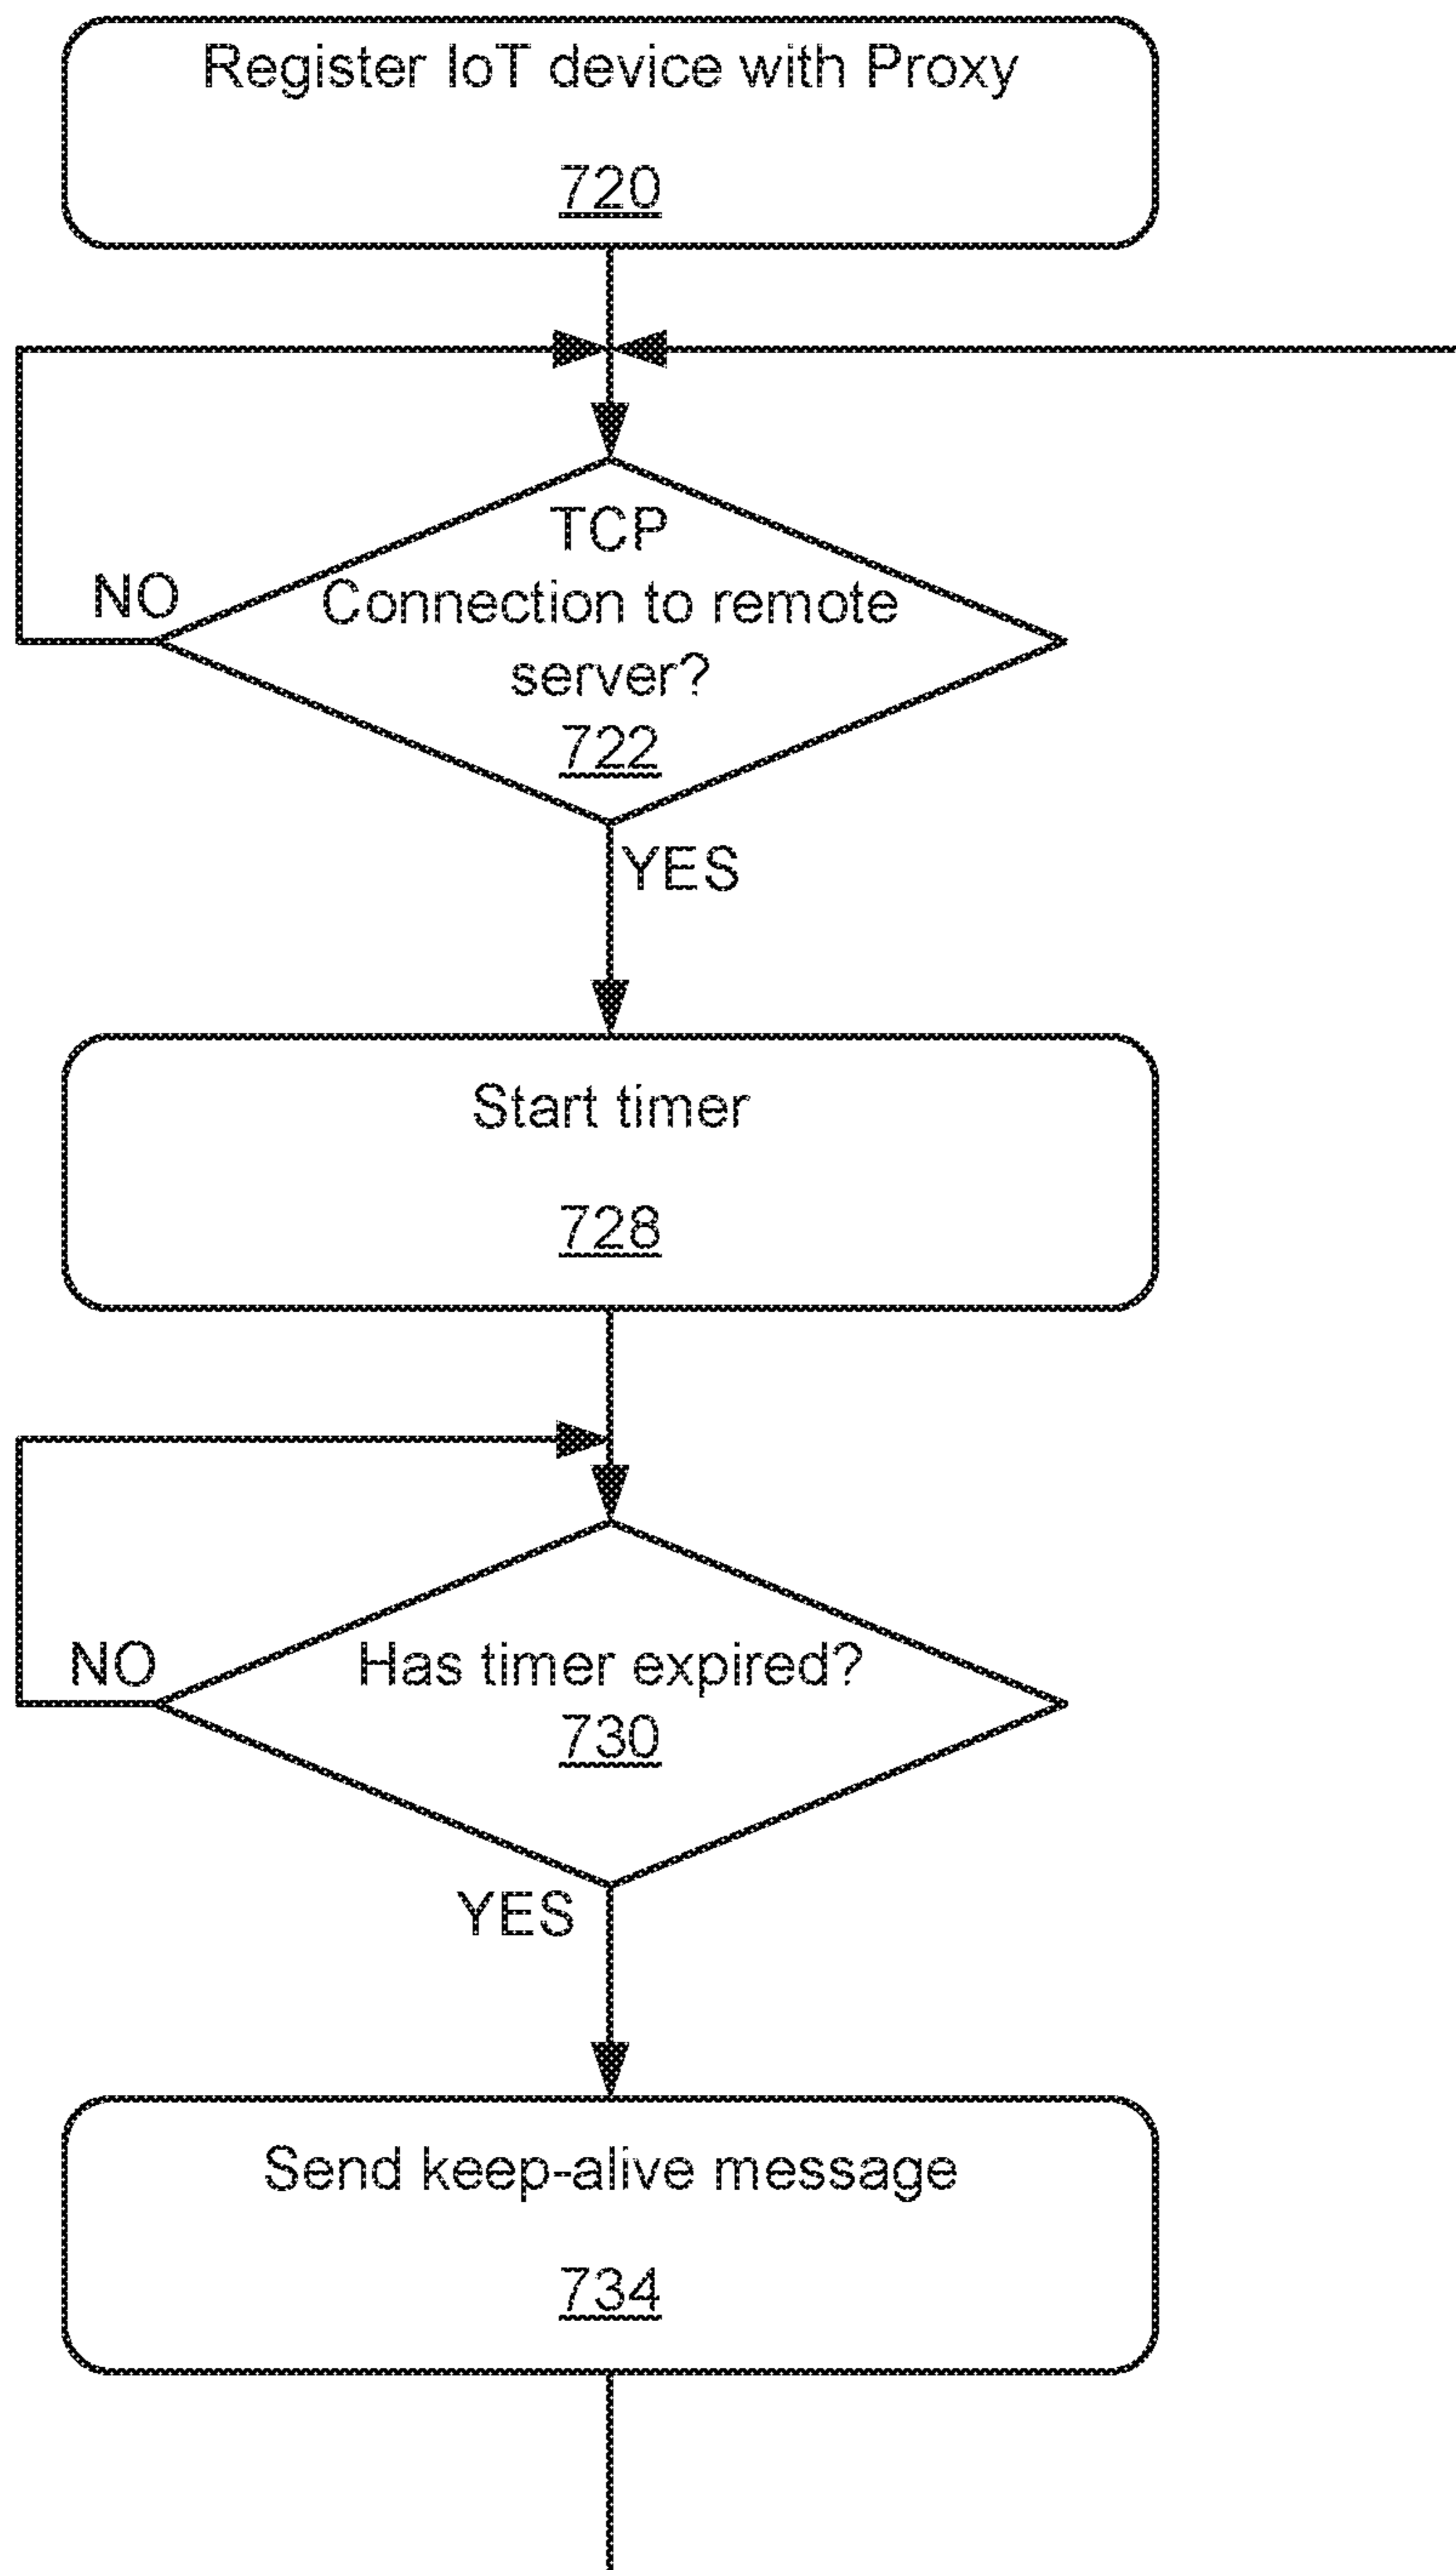 Register IoT device with Proxy
720
TCP
NO
Connection to remote
server?
722
YES
Start timer
728
NO
Has timer expired?
730
YES
Send keep-alive message
734